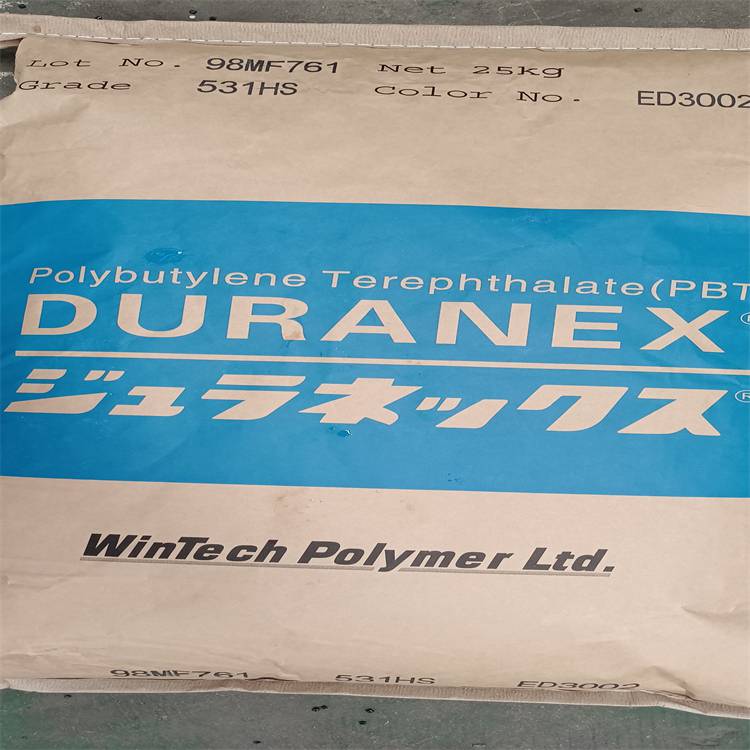 Lot No. 98MF761 Net 25kg
Grade 531HS Color No. ED3002
Polybutylene Terephthalate(PBT
DURANEX®
ジュラネックス®
WinTech Polymer Ltd.
98MF761 531HS ED3002